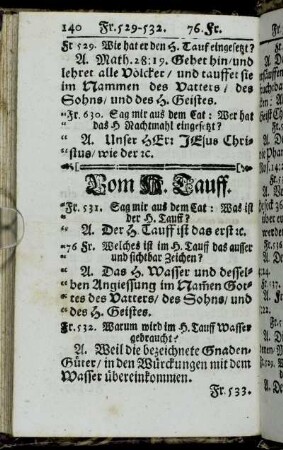 140 Fr. 529-532. 76. Fr.
Fr 529. Wie hat er den H. Tauf eingesetzt?
A. Math. 28:19. Gehet hin/ und
lehret alle Völcker/ und tauffet sie
im Nammen des Vatters/ des
Sohns/ und des H. Geistes.
"Fr. 630. Sag mir aus dem Cat: Wer hat
" das H Nachtmahl eingesetzt?
" A. Unser HErr JEsus Chri-
"stus/ wie der ꝛc.
Vom H. Tauff.
"Fr. 531. Sag mir aus dem Cat: Was ist
" der H. Tauff?
" A. Der H Tauff ist das erst ꝛc.
"76 Fr. Welches ist im H. Tauff das ausser
" und sichtbar Zeichen?
" A. Das H. Wasser und dessel-
"ben Angiessung im Nam̄en Got-
"tes des Vatters/ des Sohns/ und
"des H. Geistes.
Fr. 532. Warum wird im H. Tauff Wasser
gebraucht?
A. Weil die bezeichnete Gnaden-
Güter/ in den Würckungen mit dem
Wasser übereinkommen.
Fr. 533.